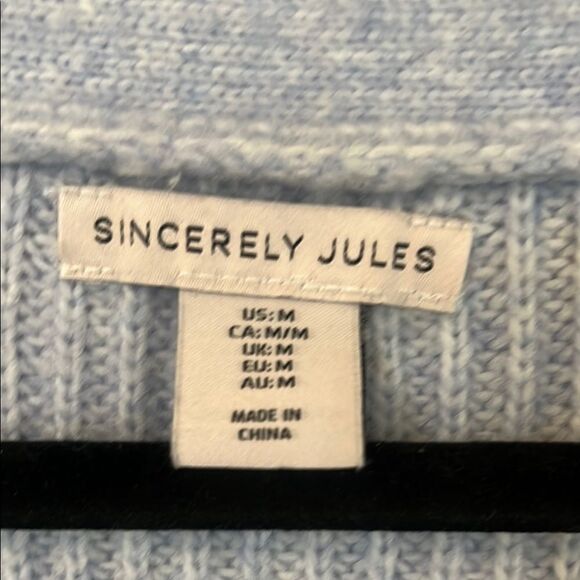 SINCERELY JULES
US: M
CA: M/M
UK: M
EU: M
AU: M
MADE IN
CHINA